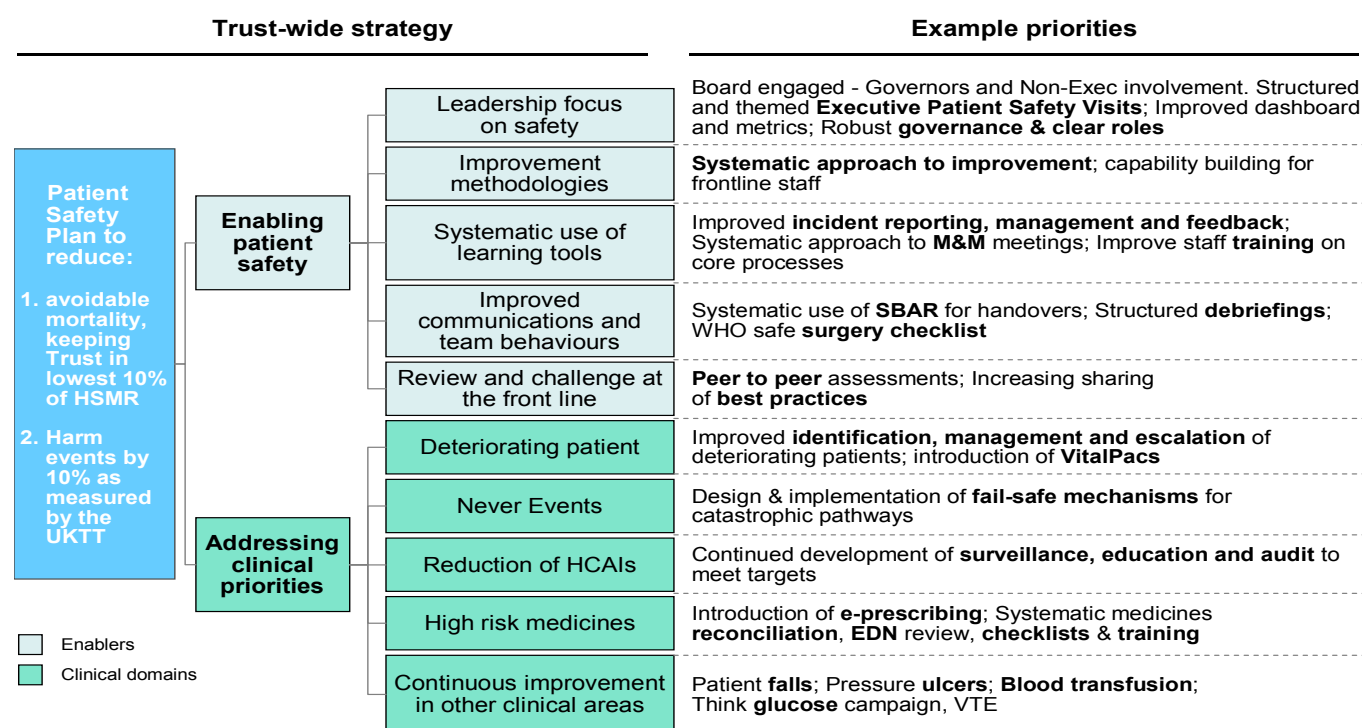 Trust-wide strategy
Example priorities
Patient
Safety
Plan to
reduce:
1. avoidable
mortality,
keeping
Trust in
lowest 10%
of HSMR
2. Harm
events by
10% as
measured
by the
UKTT
Enabling
patient
safety
Leadership focus
on safety
Board engaged - Governors and Non-Exec involvement. Structured
and themed Executive Patient Safety Visits; Improved dashboard
and metrics; Robust governance & clear roles
Improvement
methodologies
Systematic approach to improvement; capability building for
frontline staff
Systematic use of
learning tools
Improved incident reporting, management and feedback;
Systematic approach to M&M meetings; Improve staff training on
core processes
Improved
communications and
team behaviours
Systematic use of SBAR for handovers; Structured debriefings;
WHO safe surgery checklist
Review and challenge at
the front line
Peer to peer assessments; Increasing sharing
of best practices
Addressing
clinical
priorities
Deteriorating patient
Improved identification, management and escalation of
deteriorating patients; introduction of VitalPacs
Never Events
Design & implementation of fail-safe mechanisms for
catastrophic pathways
Reduction of HCAIs
Continued development of surveillance, education and audit to
meet targets
High risk medicines
Introduction of e-prescribing; Systematic medicines
reconciliation, EDN review, checklists & training
Continuous improvement
in other clinical areas
Patient falls; Pressure ulcers; Blood transfusion;
Think glucose campaign, VTE
Enablers
Clinical domains